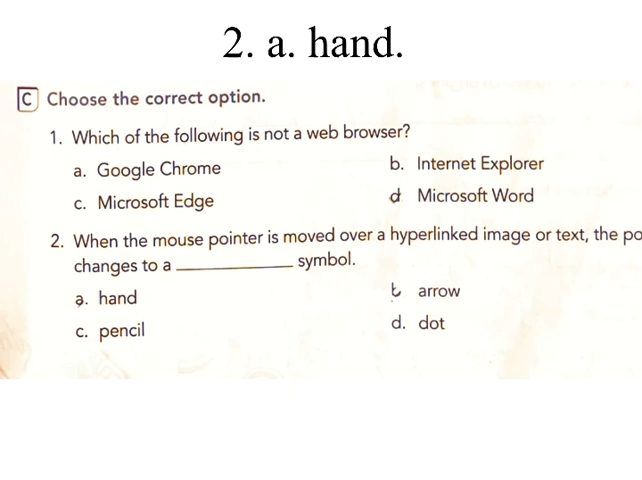 2. a. hand.
C Choose the correct option.
1. Which of the following is not a web browser?
a. Google Chrome
b. Internet Explorer
c. Microsoft Edge
d Microsoft Word
2. When the mouse pointer is moved over a hyperlinked image or text, the po
changes to a ____________ symbol.
a. hand
b arrow
c. pencil
d. dot